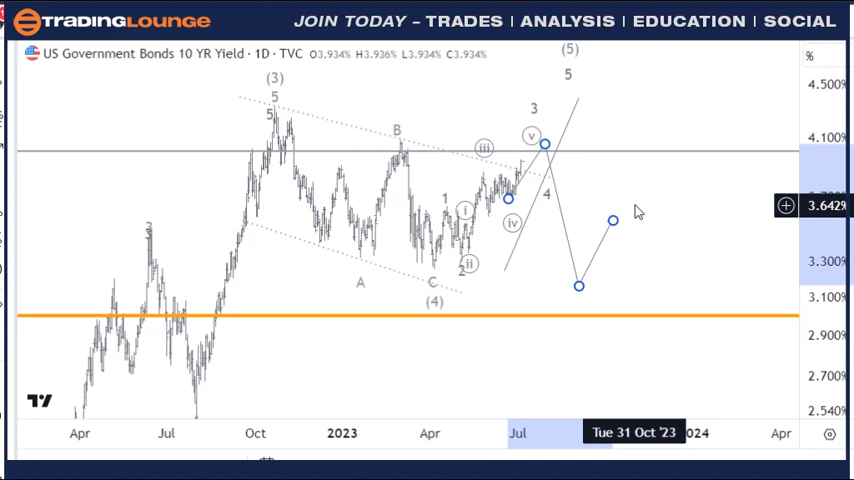 TRADINGLOUNGE
JOIN TODAY - TRADES | ANALYSIS | EDUCATION | SOCIAL
US Government Bonds 10 YR Yield · 1D · TVC O3.934% H3.936% L3.934% C3.934%
%
(5)
5
(3)
5
5
3
B
v
iii
4.500%
4.100%
1
i
4
3.642%
iv
3
ii
2
A
C
(4)
3.300%
3.100%
2.900%
2.700%
2.540%
Apr
Jul
Oct
2023
Apr
Jul
Tue 31 Oct '23
2024
Apr